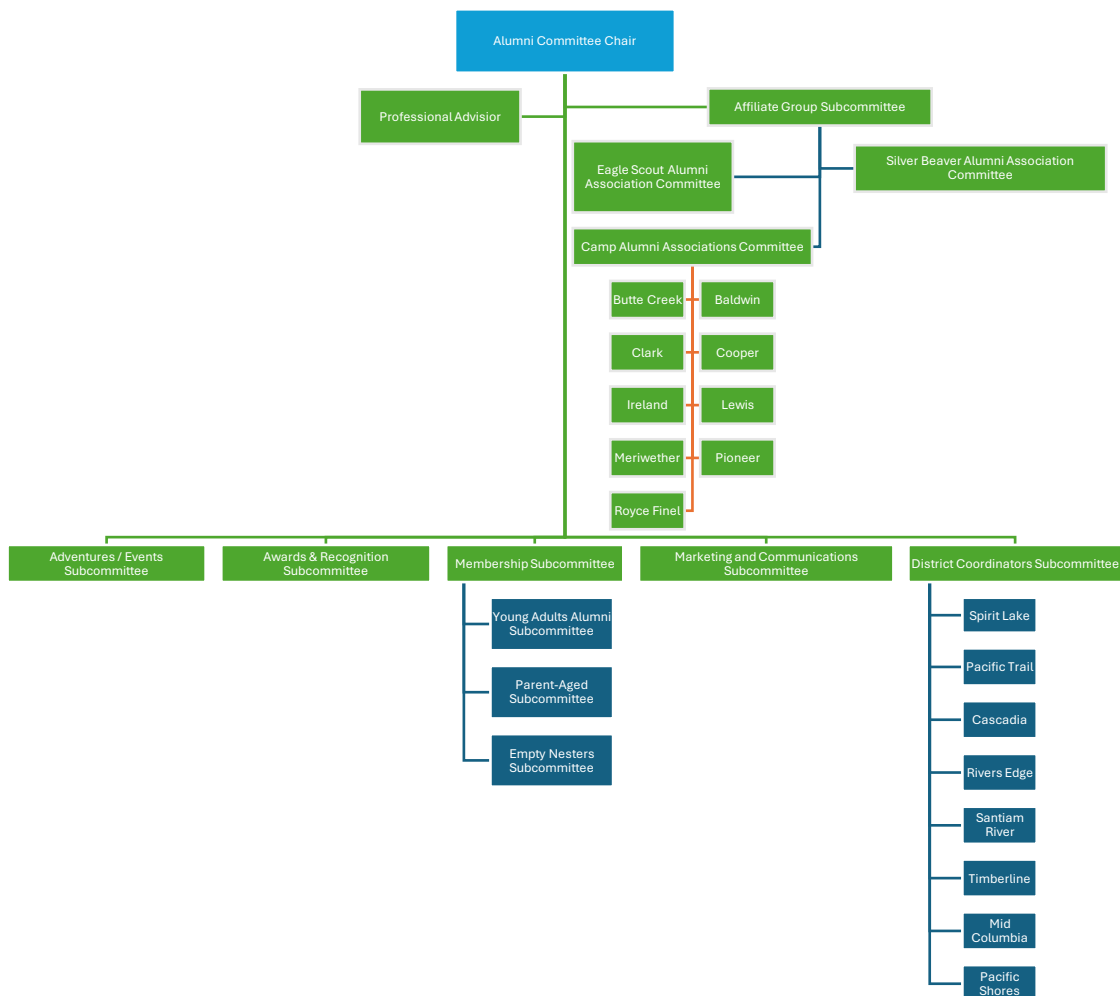 Alumni Committee Chair
Professional Advisior
Affiliate Group Subcommittee
Eagle Scout Alumni
Association Committee
Silver Beaver Alumni Association
Committee
Camp Alumni Associations Committee
Butte Creek
Baldwin
Clark
Cooper
Ireland
Lewis
Meriwether
Pioneer
Royce Finel
Adventures / Events
Subcommittee
Awards & Recognition
Subcommittee
Membership Subcommittee
Marketing and Communications
Subcommittee
District Coordinators Subcommittee
Young Adults Alumni
Subcommittee
Parent-Aged
Subcommittee
Empty Nesters
Subcommittee
Spirit Lake
Pacific Trail
Cascadia
Rivers Edge
Santiam
River
Timberline
Mid
Columbia
Pacific
Shores